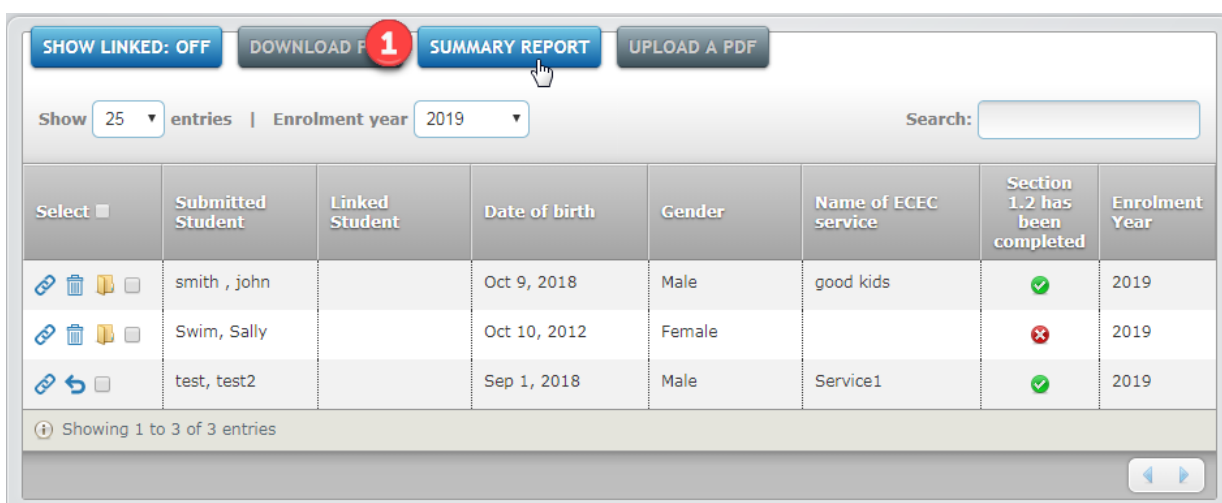 SHOW LINKED: OFF DOWNLOAD 1 SUMMARY REPORT UPLOAD A PDF
Show 25 entries | Enrolment year 2019 Search:
Select Submitted Student Linked Student Date of birth Gender Name of ECEC service Section 1.2 has been completed Enrolment Year
smith , john Oct 9, 2018 Male good kids 2019
Swim, Sally Oct 10, 2012 Female 2019
test, test2 Sep 1, 2018 Male Service1 2019
Showing 1 to 3 of 3 entries